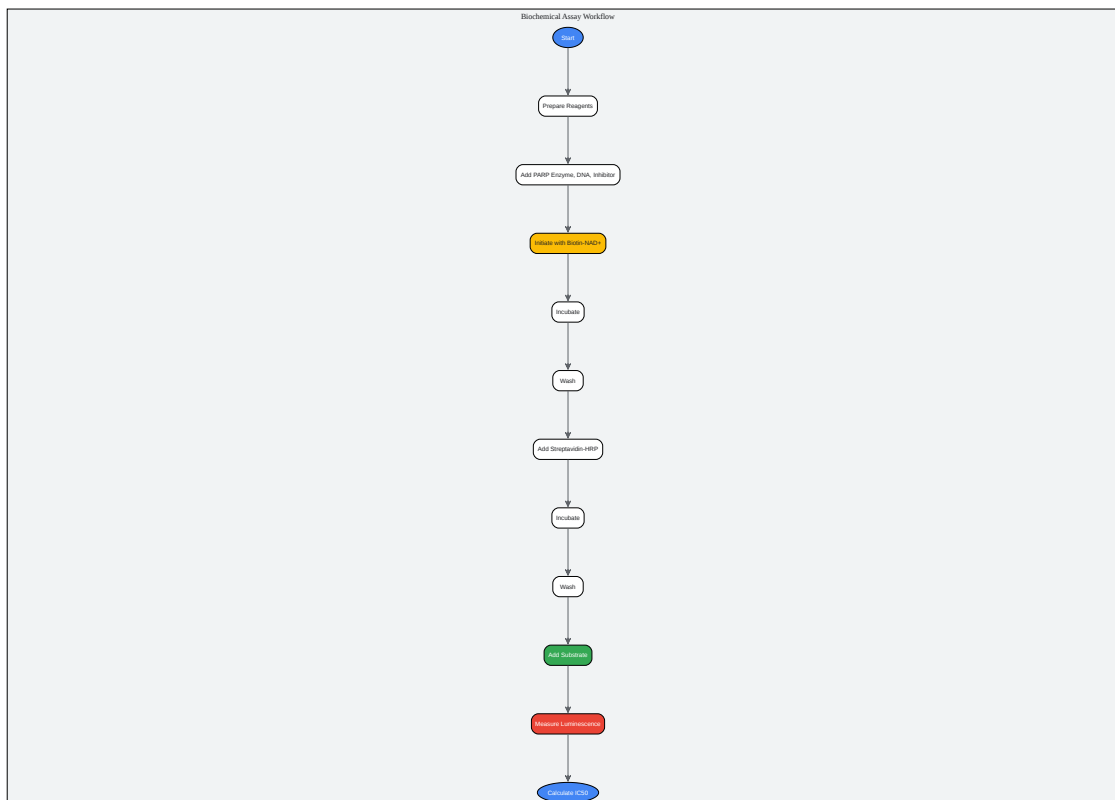 Biochemical Assay Workflow
Start
Prepare Reagents
Add PARP Enzyme, DNA, Inhibitor
Initiate with Biotin-NAD+
Incubate
Wash
Add Streptavidin-HRP
Incubate
Wash
Add Substrate
Measure Luminescence
Calculate IC50